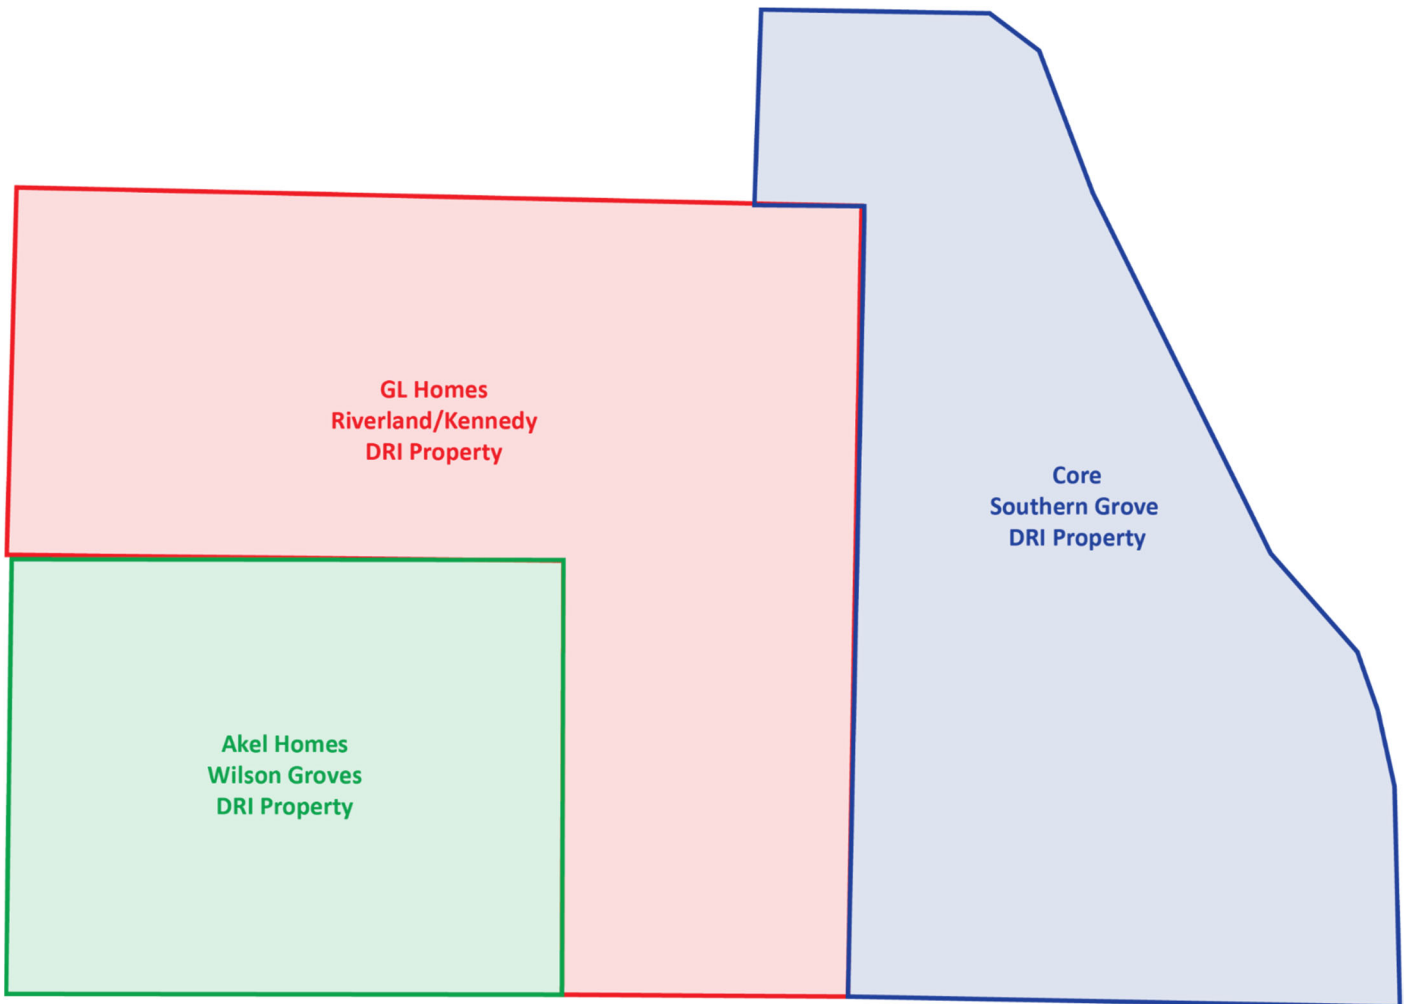 GL Homes
Riverland/Kennedy
DRI Property
Core
Southern Grove
DRI Property
Akel Homes
Wilson Groves
DRI Property